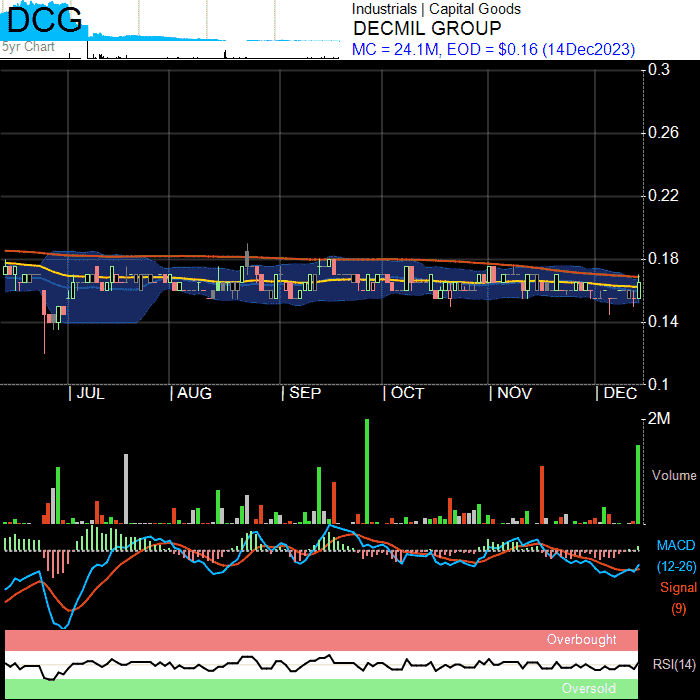 DCG
5yr Chart
Industrials | Capital Goods
DECMIL GROUP
MC = 24.1M, EOD = $0.16 (14Dec2023)
0.3
0.26
0.22
0.18
0.14
0.1
JUL AUG SEP OCT NOV DEC
2M
Volume
MACD
(12-26)
Signal
(9)
Overbought
RSI(14)
Oversold